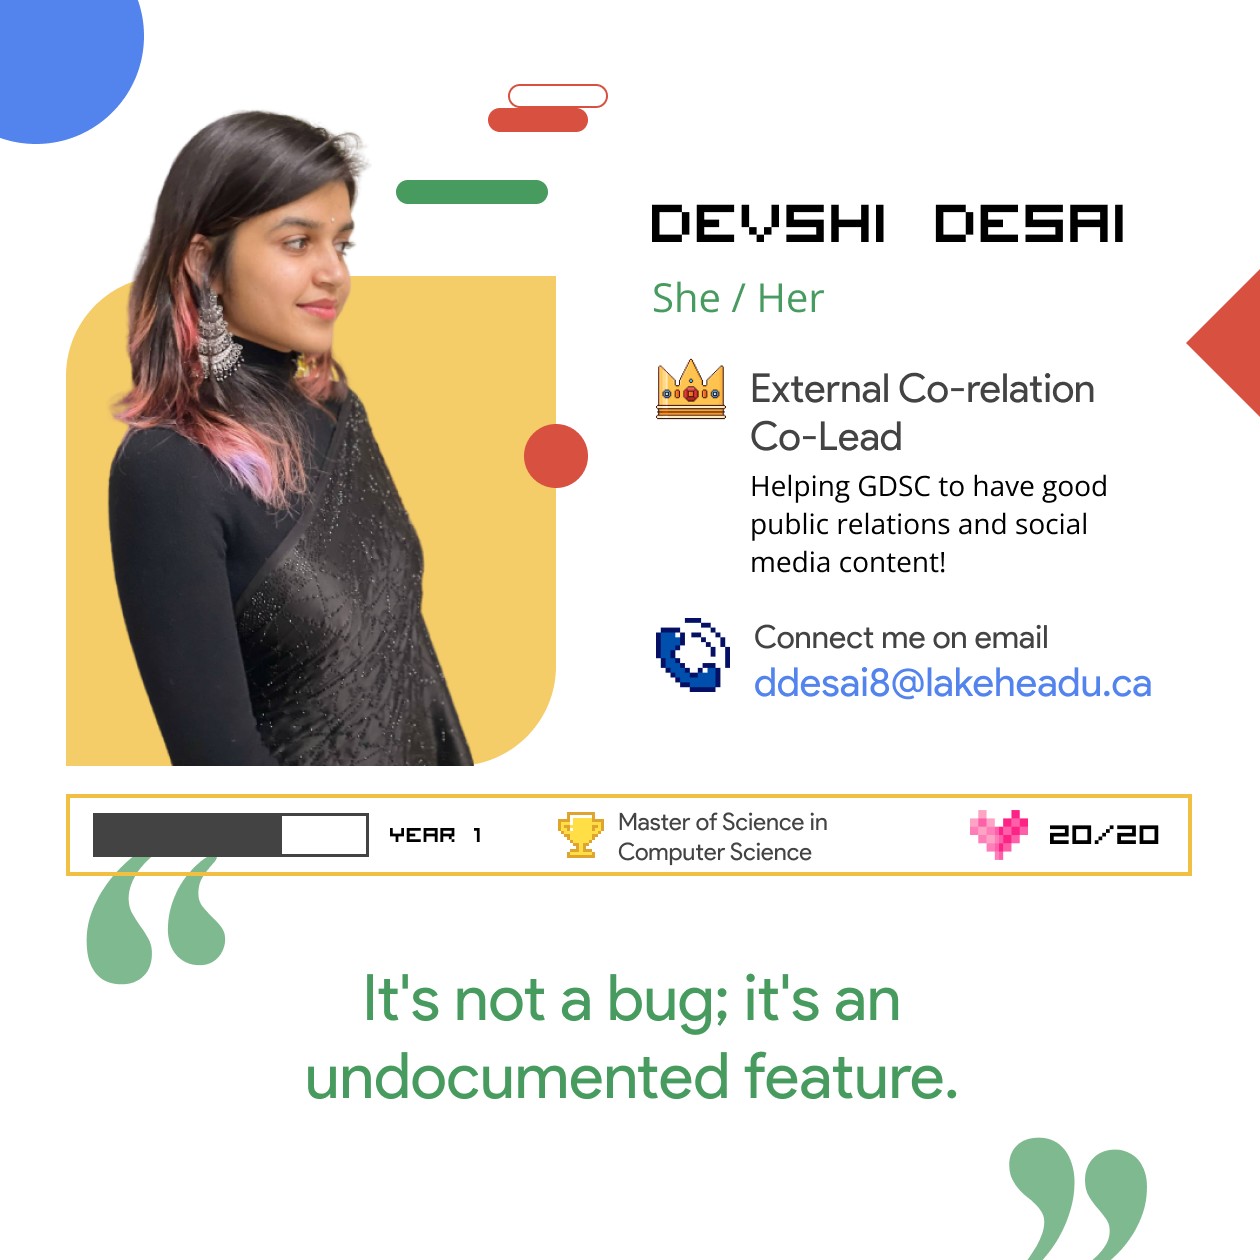 DEVSHI DESAI
She / Her
External Co-relation
Co-Lead
Helping GDSC to have good
public relations and social
media content!
Connect me on email
ddesai8@lakeheadu.ca
YEAR 1
Master of Science in
Computer Science
20/20
“
It's not a bug; it's an
undocumented feature.
”